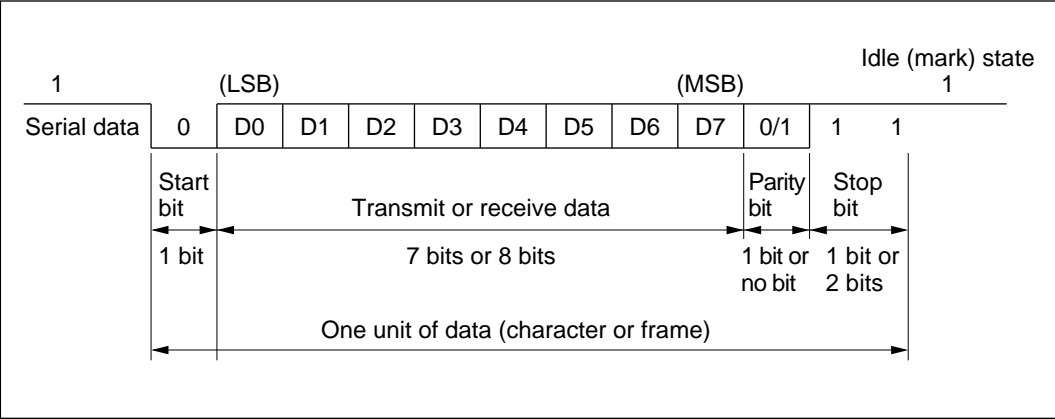 Idle (mark) state
1 (LSB) (MSB) 1
Serial data 0 D0 D1 D2 D3 D4 D5 D6 D7 0/1 1 1
Start bit
Transmit or receive data
Parity bit
Stop bit
1 bit
7 bits or 8 bits
1 bit or no bit
1 bit or 2 bits
One unit of data (character or frame)